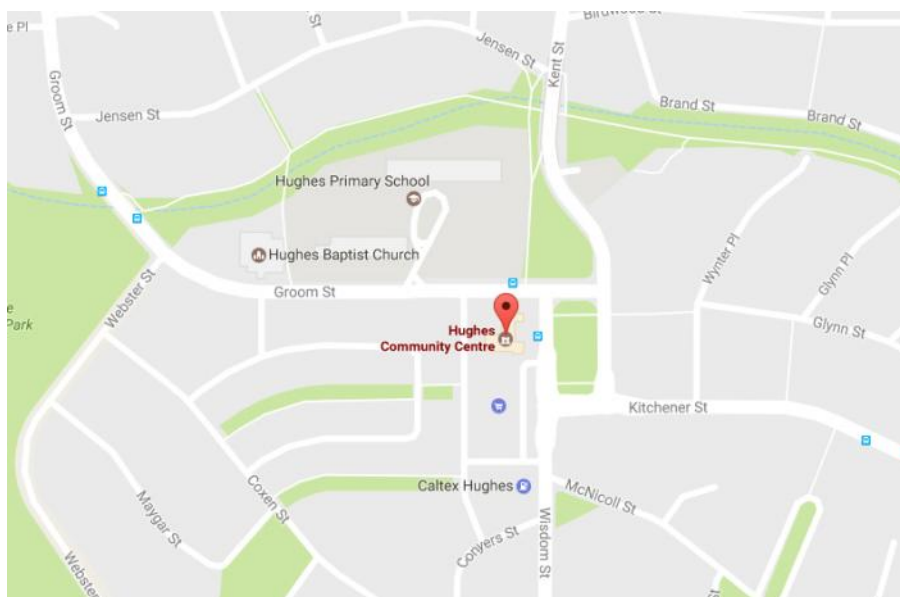 e Pl
Birdwood St
Jensen St
Kent St
Groom St
Jensen St
Brand St
Brand St
Hughes Primary School
Hughes Baptist Church
Wynter Pl
Glynn Pl
Webster St
Groom St
e
Park
Hughes
Community Centre
Glynn St
Kitchener St
Coxen St
Caltex Hughes
McNicoll St
Maygar St
Conyers St
Wisdom St
Webster